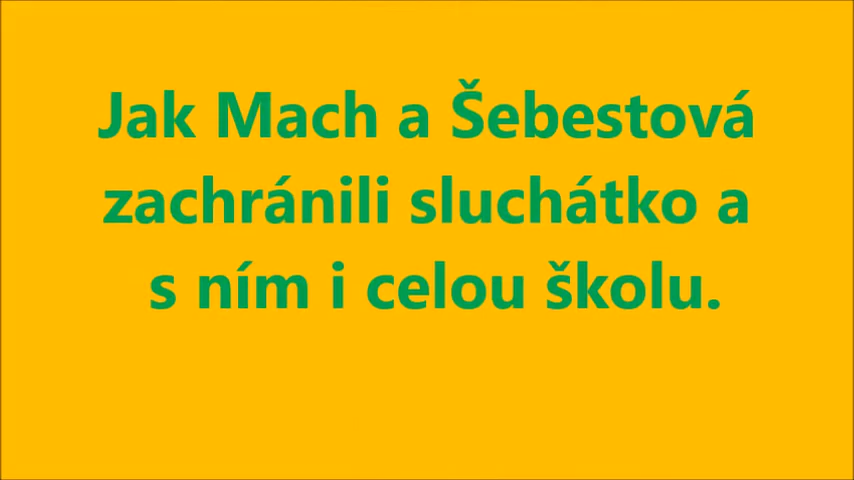 Jak Mach a Šebestová
zachránili sluchátko a
s ním i celou školu.